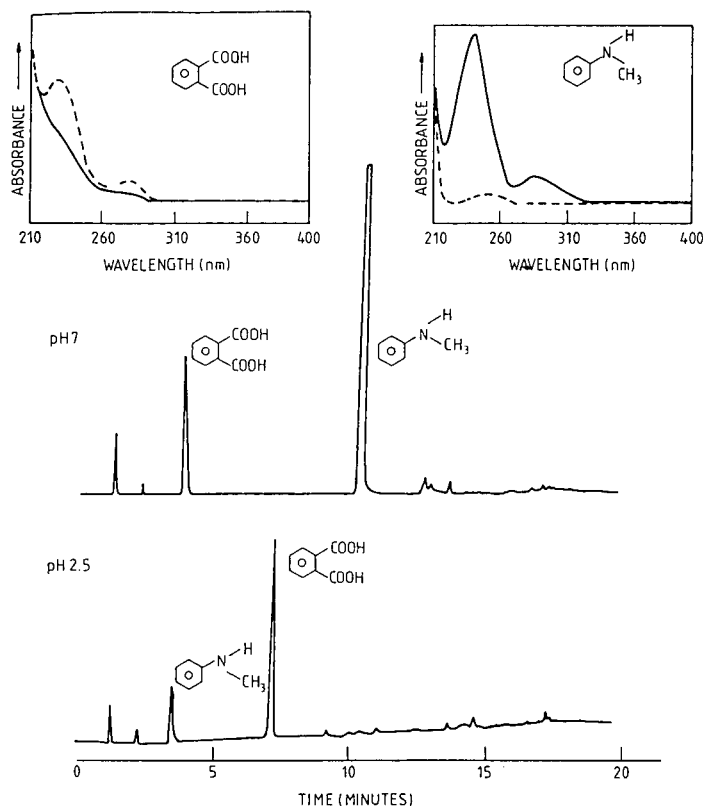 ABSORBANCE
COOH
COOH
210 260 310 360 400
WAVELENGTH (nm)
ABSORBANCE
H
N
CH3
210 260 310 360 400
WAVELENGTH (nm)
pH7
COOH
COOH
H
N
CH3
pH 2.5
COOH
COOH
H
N
CH3
0 5 10 15 20
TIME (MINUTES)